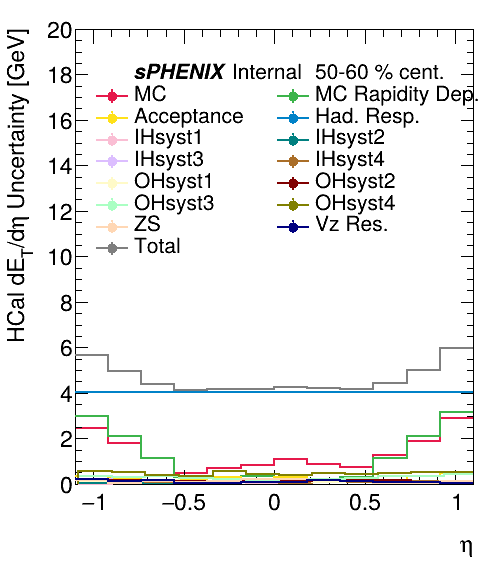 HCal dE_T/dη Uncertainty [GeV]
20
18
16
14
12
10
8
6
4
2
0
sPHENIX Internal 50-60 % cent.
MC MC Rapidity Dep.
Acceptance Had. Resp.
IHsyst1 IHsyst2
IHsyst3 IHsyst4
OHsyst1 OHsyst2
OHsyst3 OHsyst4
ZS Vz Res.
Total
−1 −0.5 0 0.5 1
η